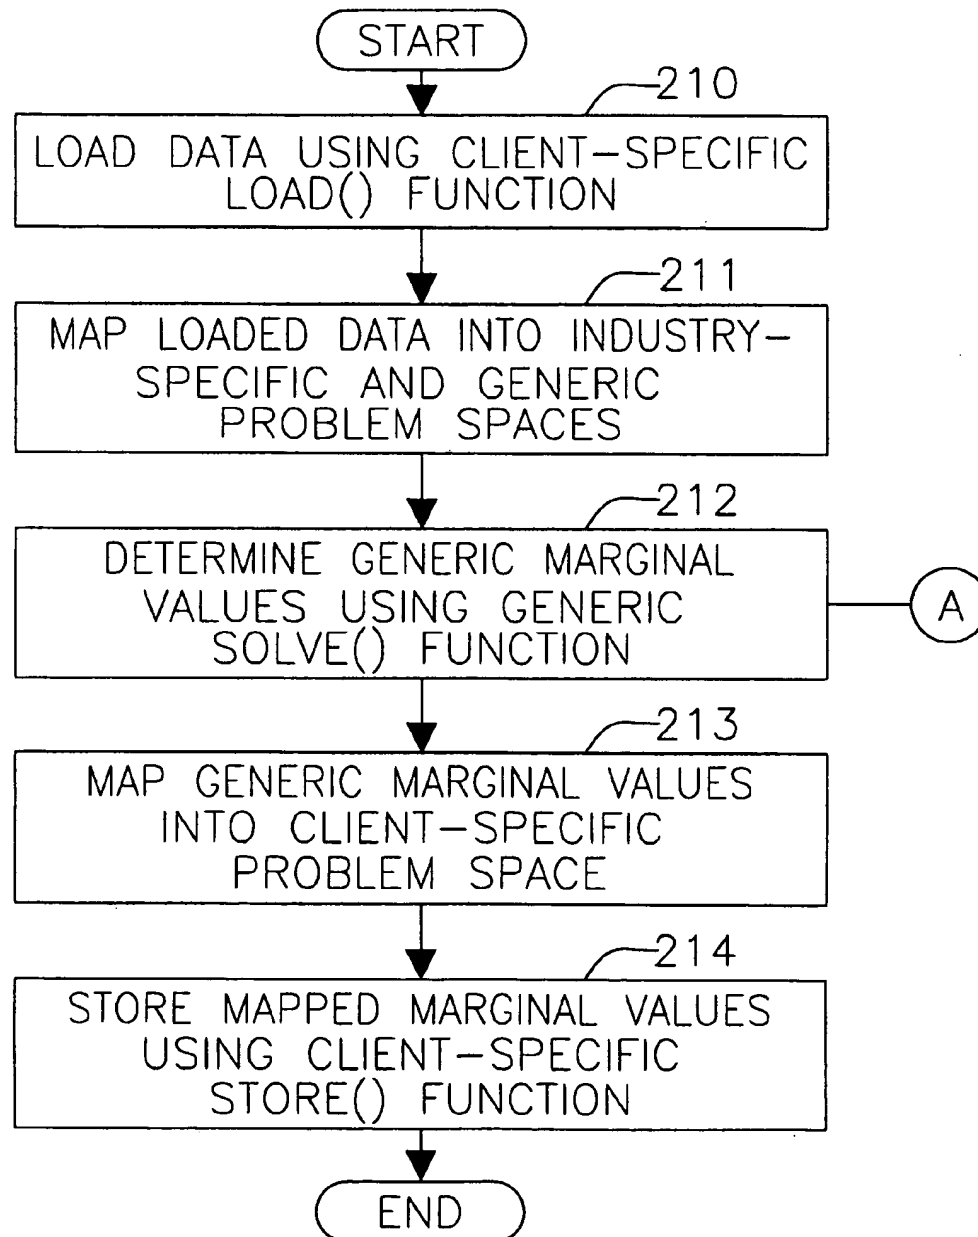 START
210
LOAD DATA USING CLIENT-SPECIFIC
LOAD() FUNCTION
211
MAP LOADED DATA INTO INDUSTRY-
SPECIFIC AND GENERIC
PROBLEM SPACES
212
DETERMINE GENERIC MARGINAL
VALUES USING GENERIC
SOLVE() FUNCTION
A
213
MAP GENERIC MARGINAL VALUES
INTO CLIENT-SPECIFIC
PROBLEM SPACE
214
STORE MAPPED MARGINAL VALUES
USING CLIENT-SPECIFIC
STORE() FUNCTION
END